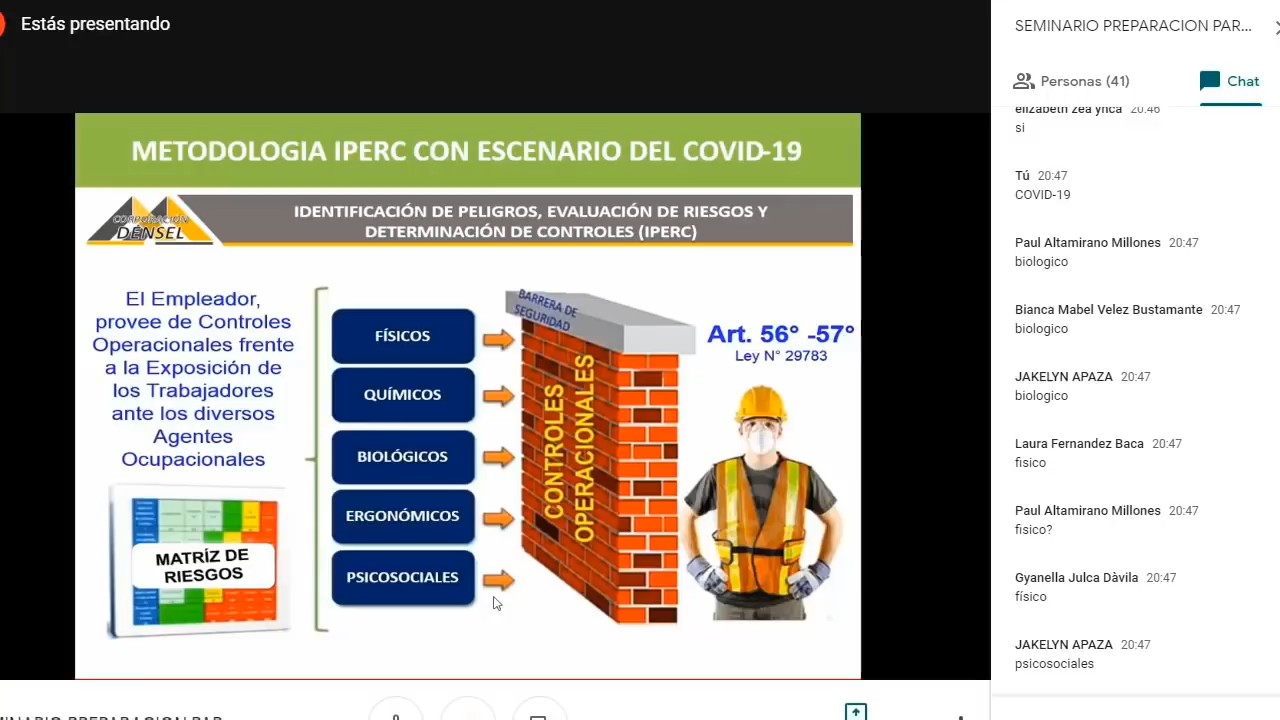 Estás presentando
METODOLOGIA IPERC CON ESCENARIO DEL COVID-19
CORPORACIÓN
DENSEL
IDENTIFICACIÓN DE PELIGROS, EVALUACIÓN DE RIESGOS Y
DETERMINACIÓN DE CONTROLES (IPERC)
El Empleador,
provee de Controles
Operacionales frente
a la Exposición de
los Trabajadores
ante los diversos
Agentes
Ocupacionales
MATRÍZ DE
RIESGOS
FÍSICOS
QUÍMICOS
BIOLÓGICOS
ERGONÓMICOS
PSICOSOCIALES
BARRERA DE
SEGURIDAD
CONTROLES
OPERACIONALES
Art. 56° -57°
Ley N° 29783
SEMINARIO PREPARACION PAR...
Personas (41)
Chat
elizabeth zea ynca 20:46
si
Tú 20:47
COVID-19
Paul Altamirano Millones 20:47
biologico
Bianca Mabel Velez Bustamante 20:47
biologico
JAKELYN APAZA 20:47
biologico
Laura Fernandez Baca 20:47
fisico
Paul Altamirano Millones 20:47
fisico?
Gyanella Julca Dàvila 20:47
físico
JAKELYN APAZA 20:47
psicosociales